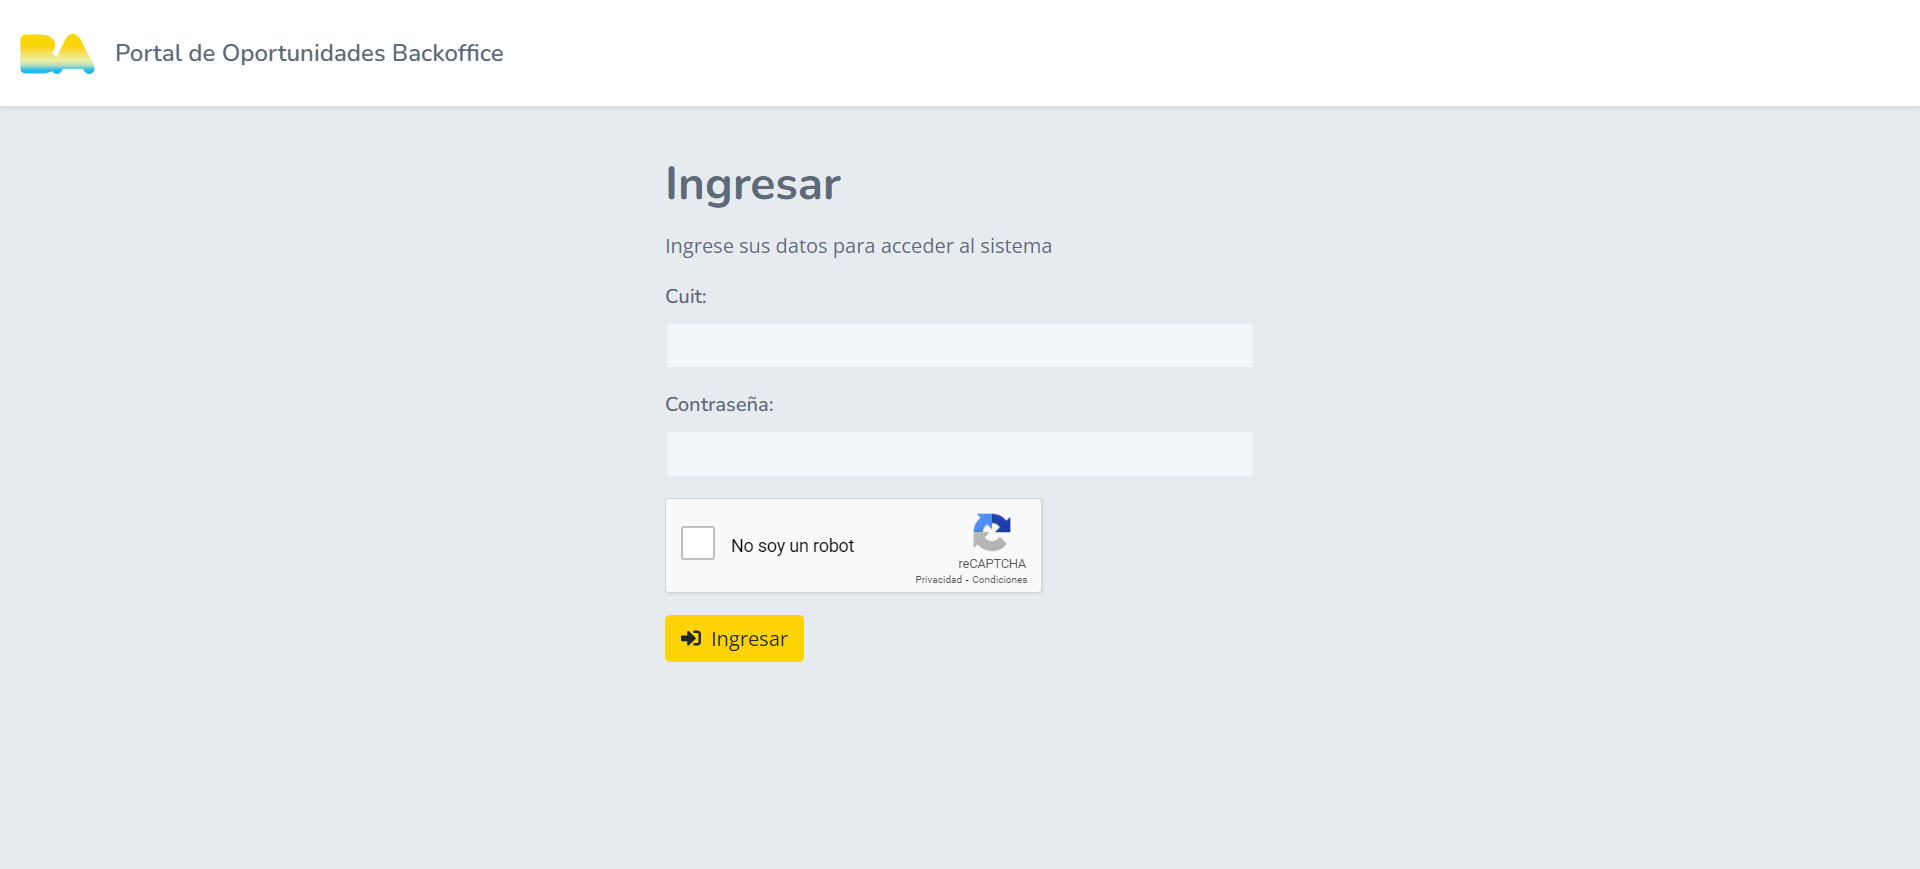 BA
Portal de Oportunidades Backoffice
Ingresar
Ingrese sus datos para acceder al sistema
Cuit:
Contraseña:
No soy un robot
reCAPTCHA
Privacidad - Condiciones
Ingresar